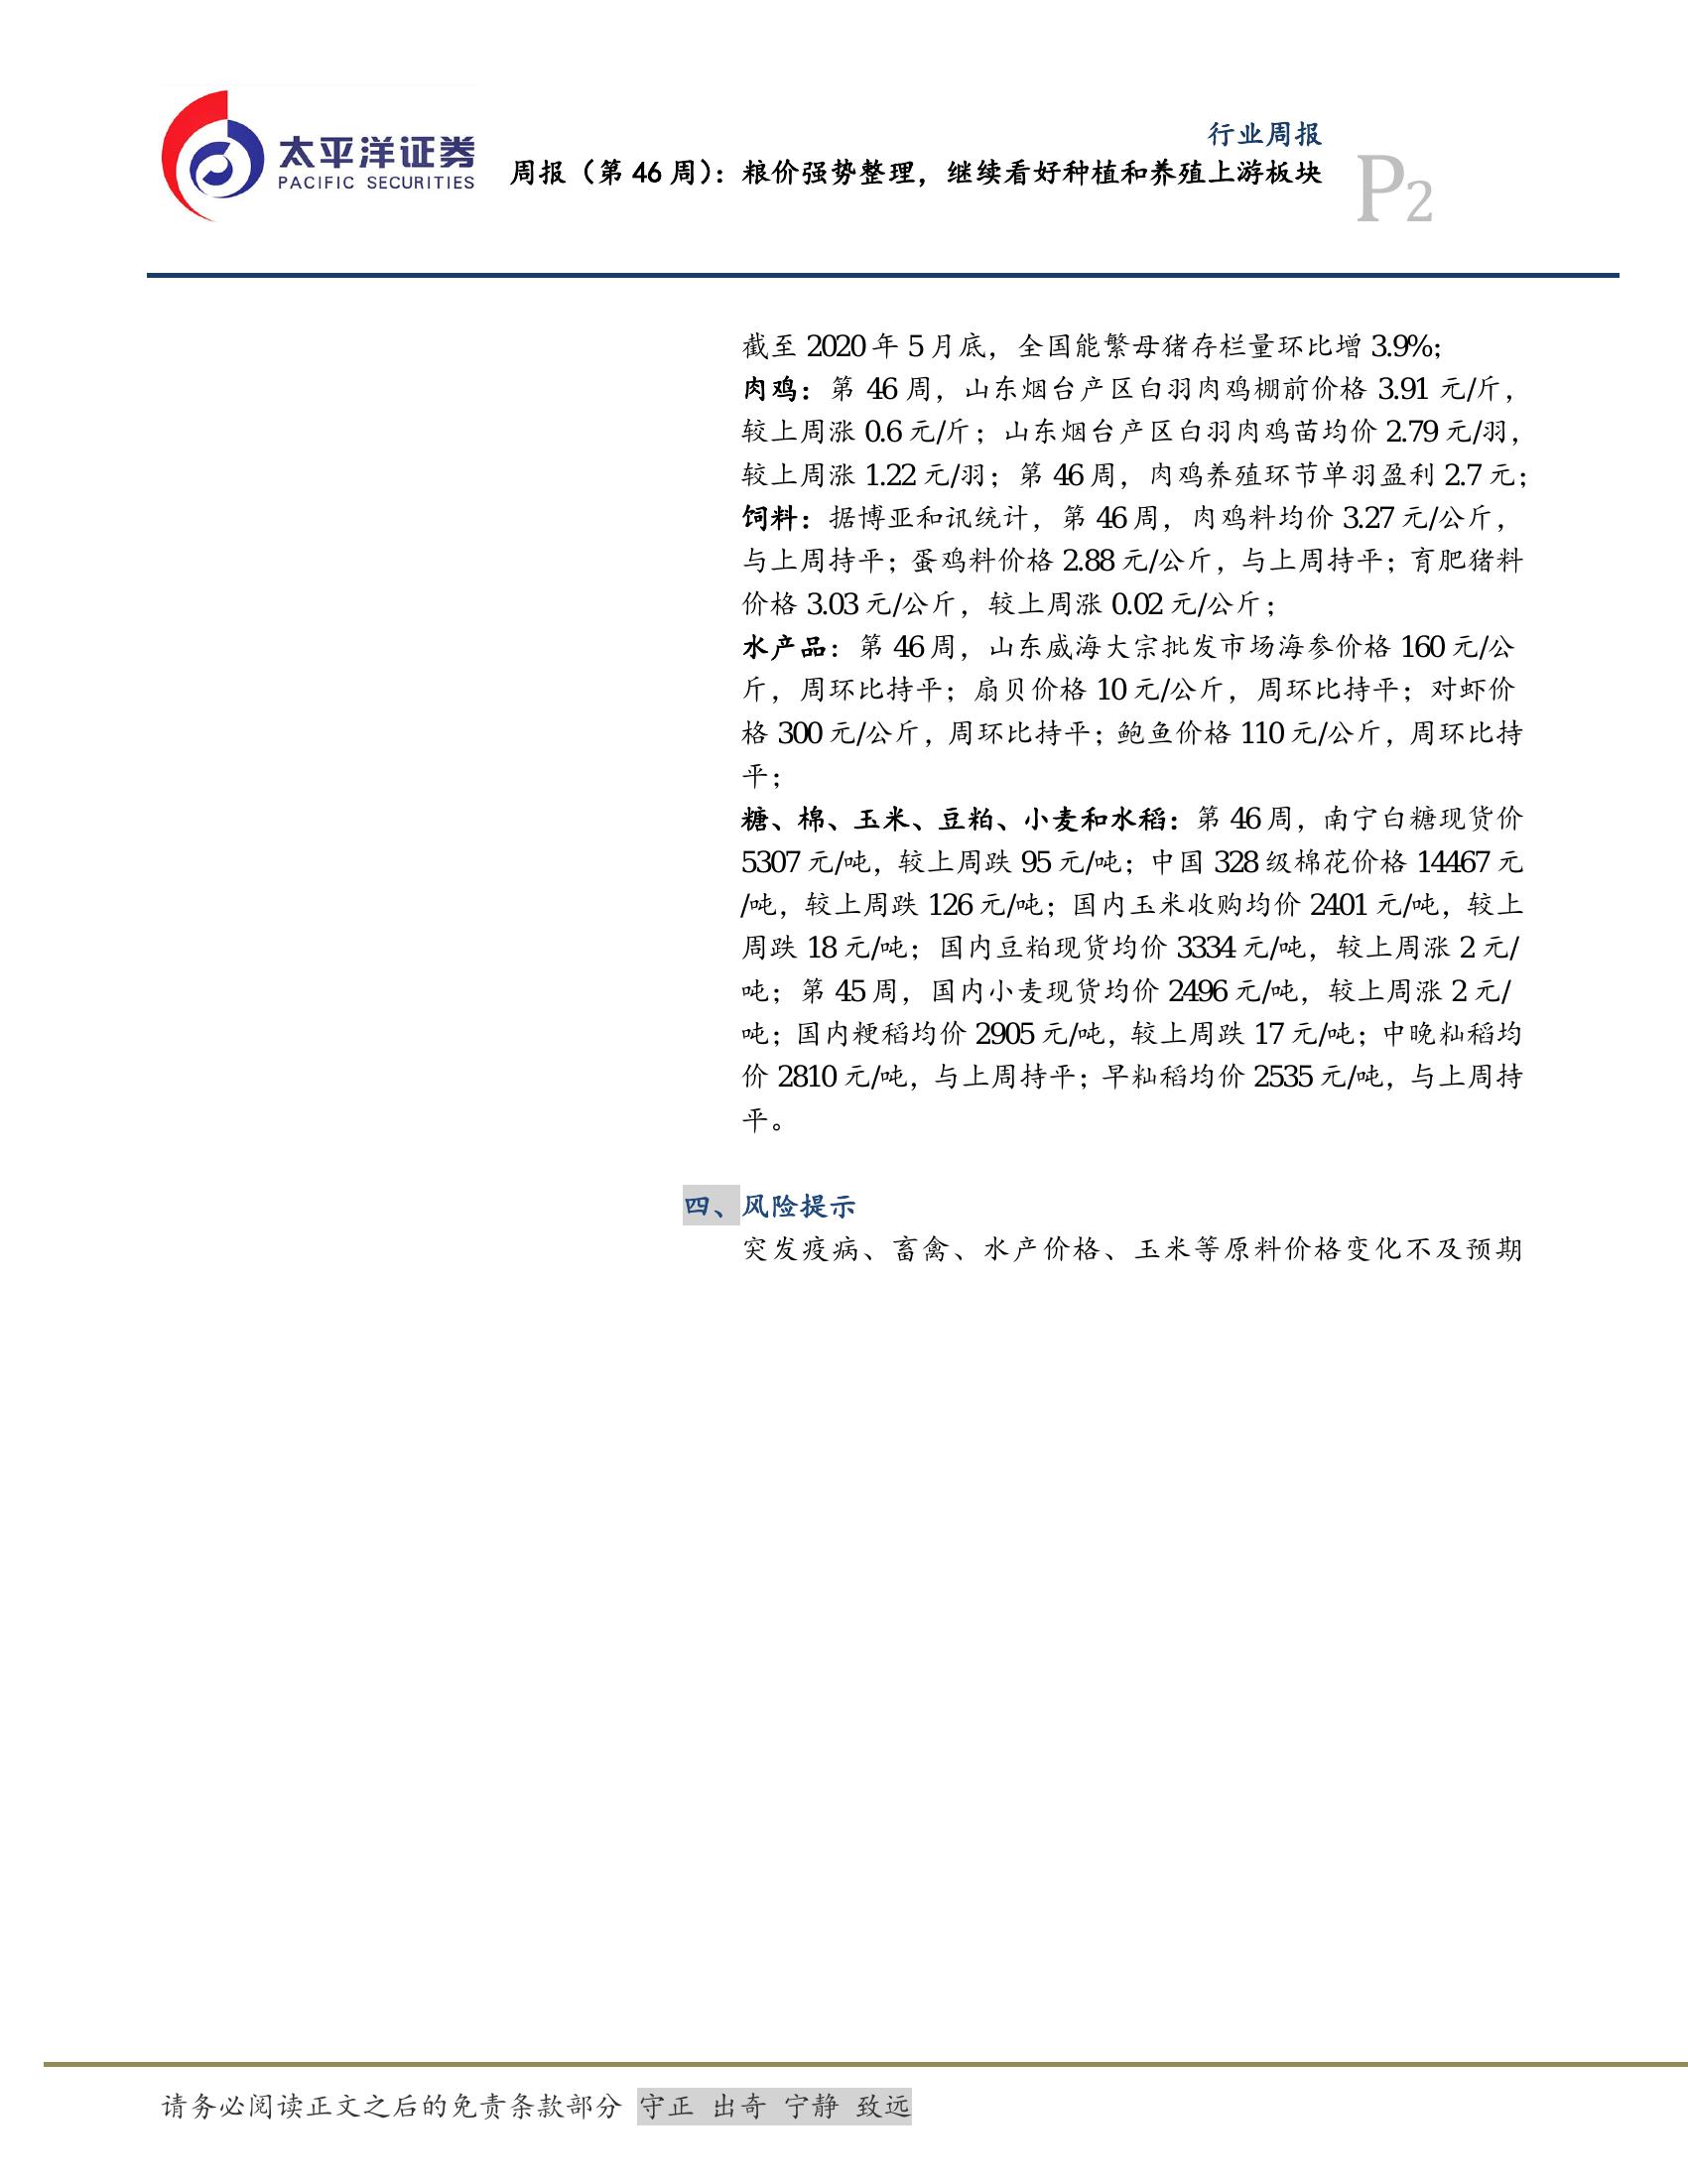 太平洋证券
PACIFIC SECURITIES
行业周报
周报（第 46 周）：粮价强势整理，继续看好种植和养殖上游板块
P2
截至 2020 年 5 月底，全国能繁母猪存栏量环比增 3.9%；
肉鸡：第 46 周，山东烟台产区白羽肉鸡棚前价格 3.91 元/斤，
较上周涨 0.6 元/斤；山东烟台产区白羽肉鸡苗均价 2.79 元/羽，
较上周涨 1.22 元/羽；第 46 周，肉鸡养殖环节单羽盈利 2.7 元；
饲料：据博亚和讯统计，第 46 周，肉鸡料均价 3.27 元/公斤，
与上周持平；蛋鸡料价格 2.88 元/公斤，与上周持平；育肥猪料
价格 3.03 元/公斤，较上周涨 0.02 元/公斤；
水产品：第 46 周，山东威海大宗批发市场海参价格 160 元/公
斤，周环比持平；扇贝价格 10 元/公斤，周环比持平；对虾价
格 300 元/公斤，周环比持平；鲍鱼价格 110 元/公斤，周环比持
平；
糖、棉、玉米、豆粕、小麦和水稻：第 46 周，南宁白糖现货价
5307 元/吨，较上周跌 95 元/吨；中国 328 级棉花价格 14467 元
/吨，较上周跌 126 元/吨；国内玉米收购均价 2401 元/吨，较上
周跌 18 元/吨；国内豆粕现货均价 3334 元/吨，较上周涨 2 元/
吨；第 45 周，国内小麦现货均价 2496 元/吨，较上周涨 2 元/
吨；国内粳稻均价 2905 元/吨，较上周跌 17 元/吨；中晚籼稻均
价 2810 元/吨，与上周持平；早籼稻均价 2535 元/吨，与上周持
平。
四、风险提示
突发疫病、畜禽、水产价格、玉米等原料价格变化不及预期
请务必阅读正文之后的免责条款部分 守正 出奇 宁静 致远